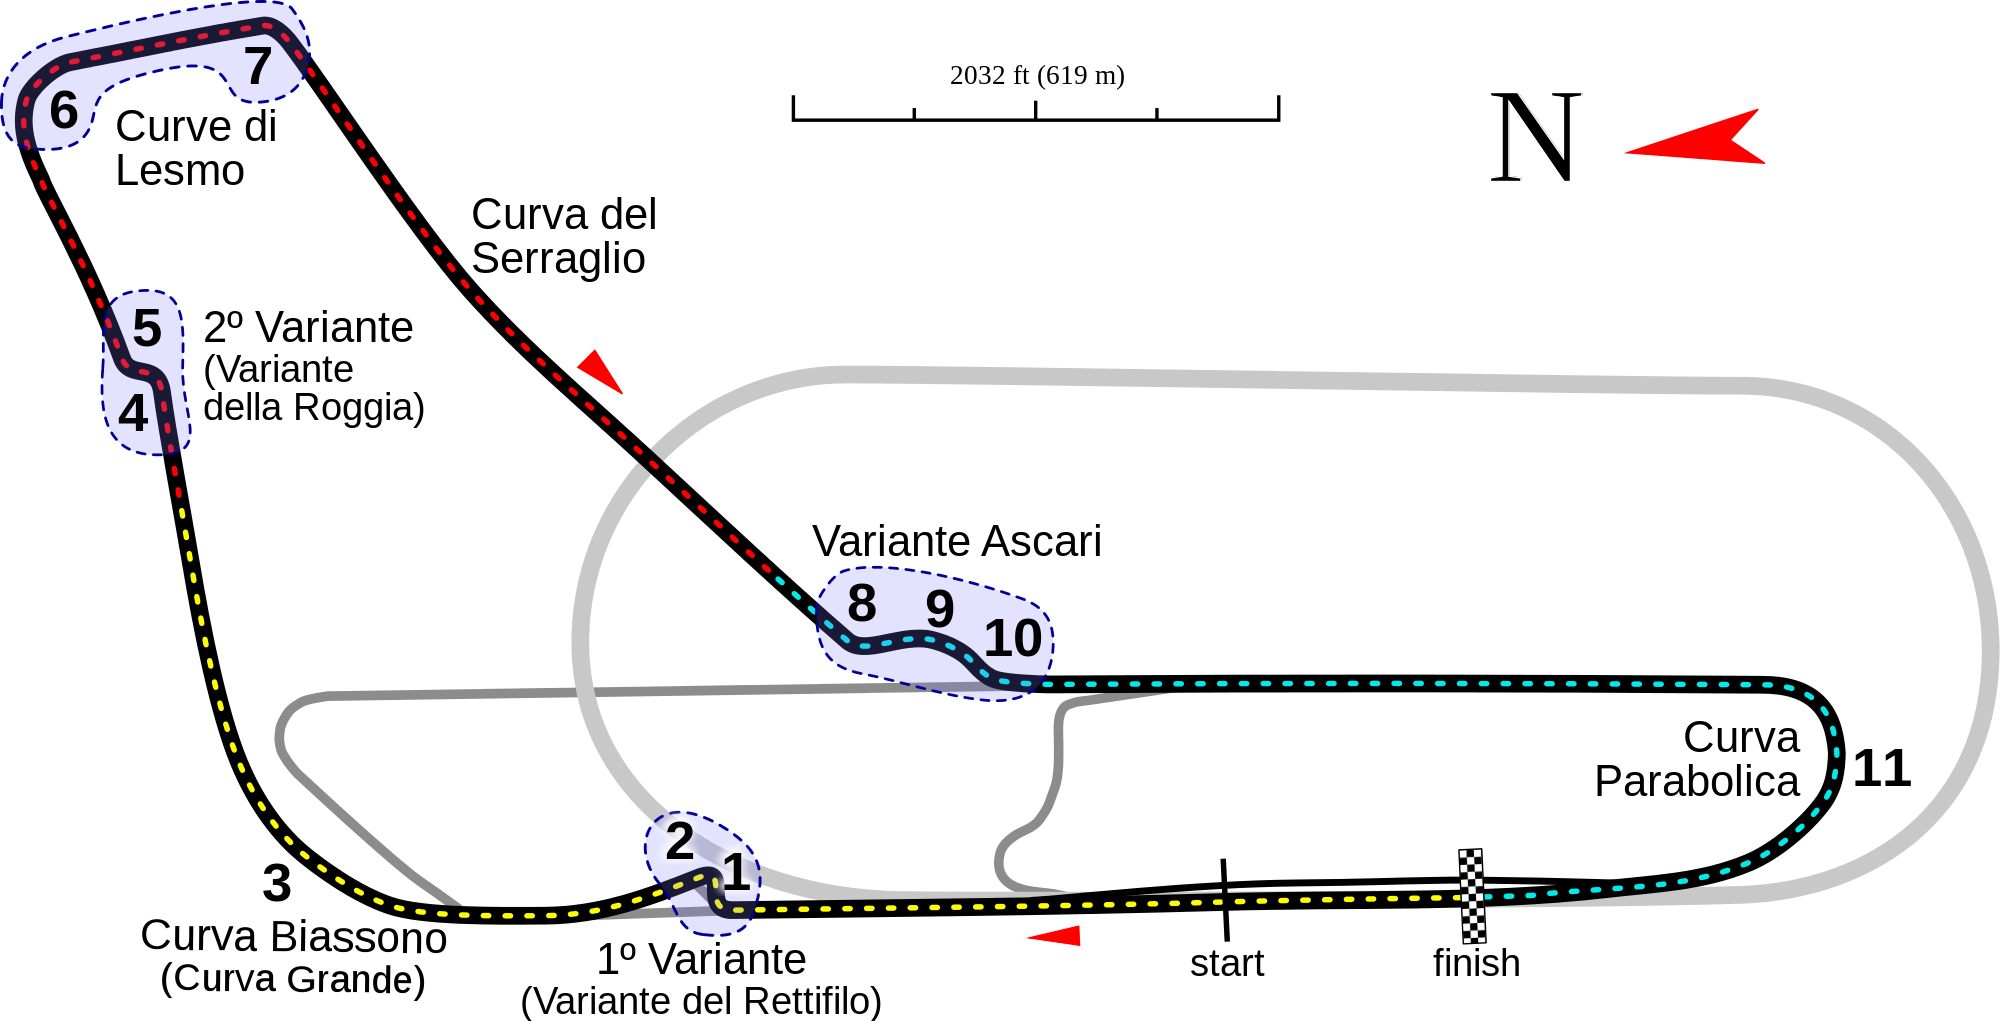 7
2032 ft (619 m)
6
N
Curve di
Lesmo
Curva del
Serraglio
5
2º Variante
(Variante
4
della Roggia)
Variante Ascari
8
9
10
Curva
Parabolica
11
2
1
3
Curva Biassono
(Curva Grande)
1º Variante
(Variante del Rettifilo)
start
finish